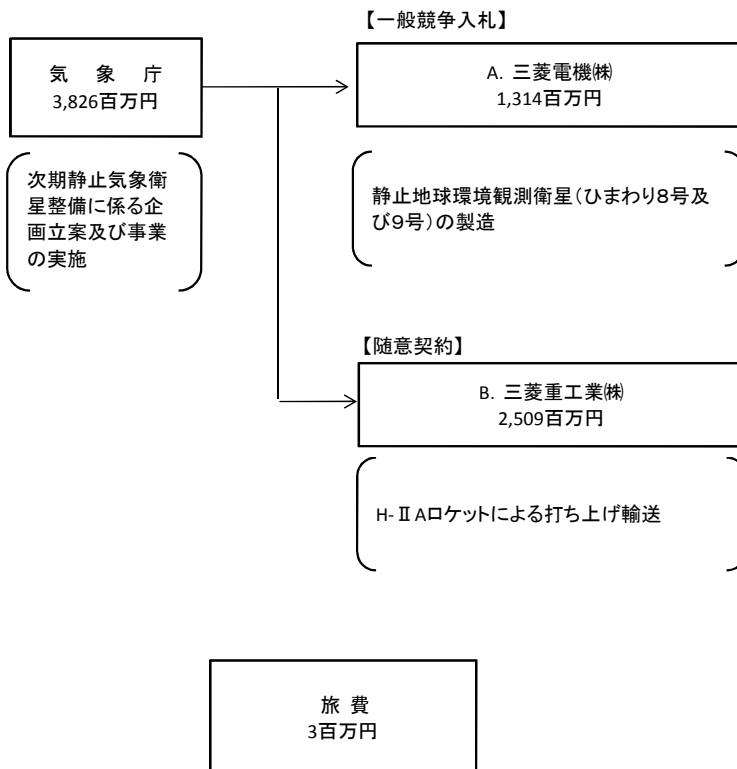 【一般競争入札】
気　象　庁
3,826百万円
A. 三菱電機㈱
1,314百万円
次期静止気象衛
星整備に係る企
画立案及び事業
の実施
静止地球環境観測衛星（ひまわり８号及
び９号）の製造
【随意契約】
B. 三菱重工業㈱
2,509百万円
H-ⅡAロケットによる打ち上げ輸送
旅 費
3百万円